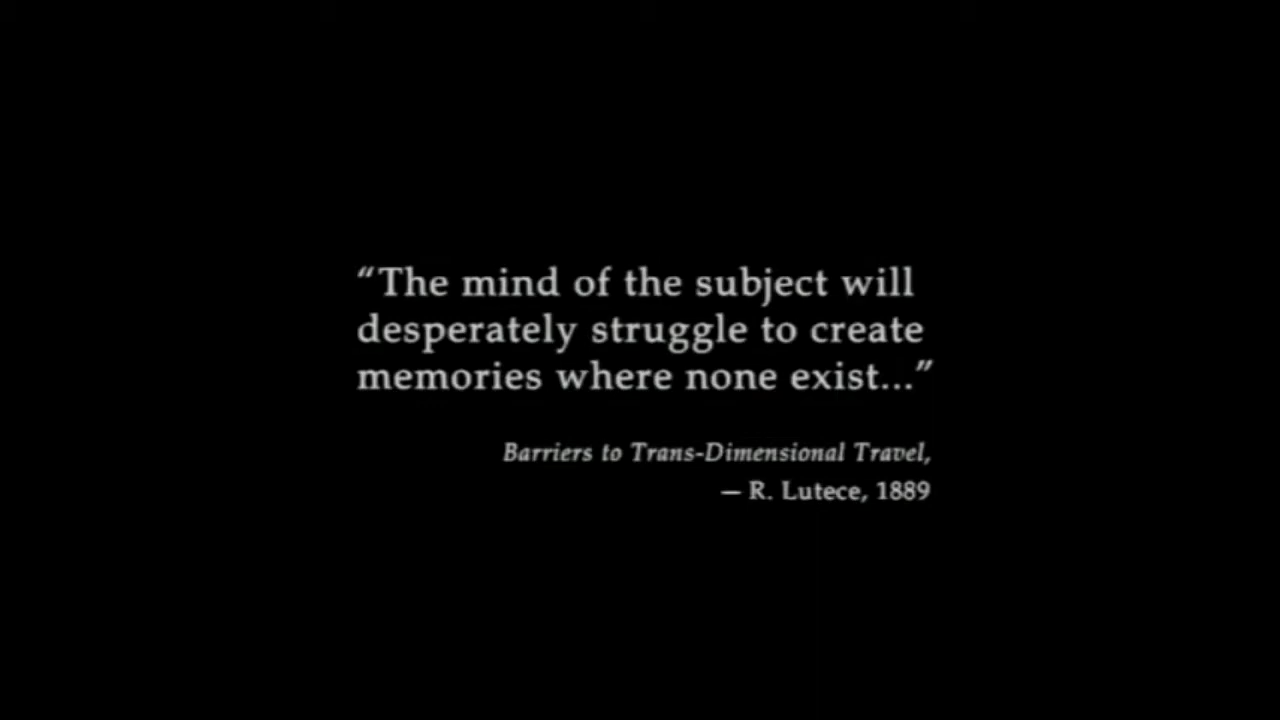 “The mind of the subject will
desperately struggle to create
memories where none exist...”
Barriers to Trans-Dimensional Travel,
— R. Lutece, 1889